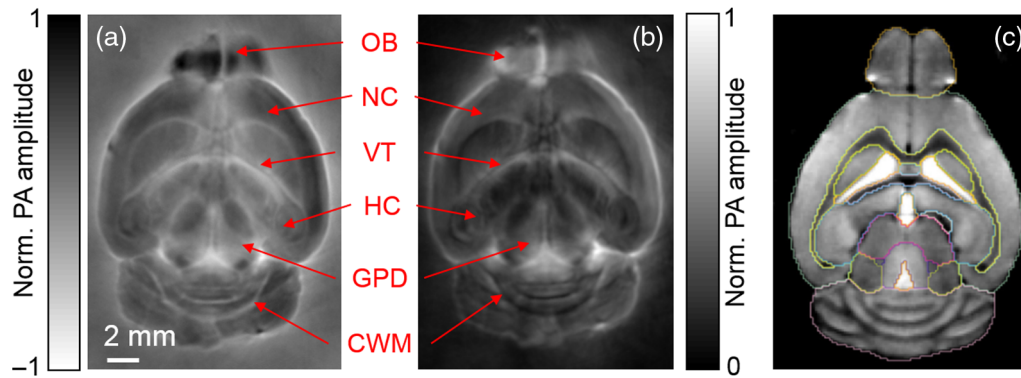 1
(a)
OB
(b)
1
(c)
NC
VT
HC
GPD
CWM
Norm. PA amplitude
Norm. PA amplitude
2 mm
−1
0